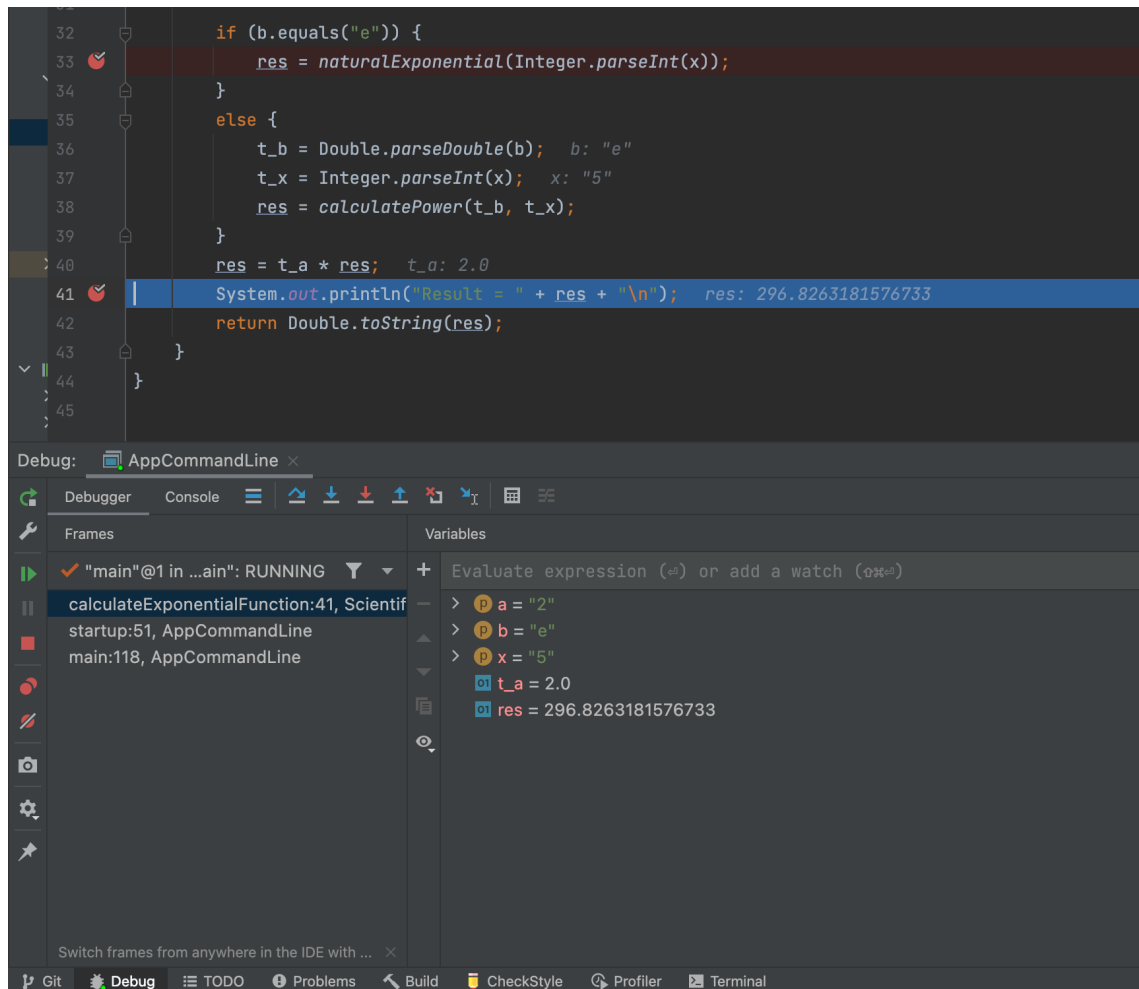 31
32 if (b.equals("e")) {
33 res = naturalExponential(Integer.parseInt(x));
34 }
35 else {
36 t_b = Double.parseDouble(b); b: "e"
37 t_x = Integer.parseInt(x); x: "5"
38 res = calculatePower(t_b, t_x);
39 }
40 res = t_a * res; t_a: 2.0
41 System.out.println("Result = " + res + "\n"); res: 296.8263181576733
42 return Double.toString(res);
43 }
44 }
45
Debug: AppCommandLine
Debugger Console
Frames Variables
"main"@1 in ...ain": RUNNING
Evaluate expression (⏎) or add a watch (⇧⌘⏎)
calculateExponentialFunction:41, Scientif
startup:51, AppCommandLine
main:118, AppCommandLine
p a = "2"
p b = "e"
p x = "5"
01 t_a = 2.0
01 res = 296.8263181576733
Switch frames from anywhere in the IDE with ...
Git Debug TODO Problems Build CheckStyle Profiler Terminal